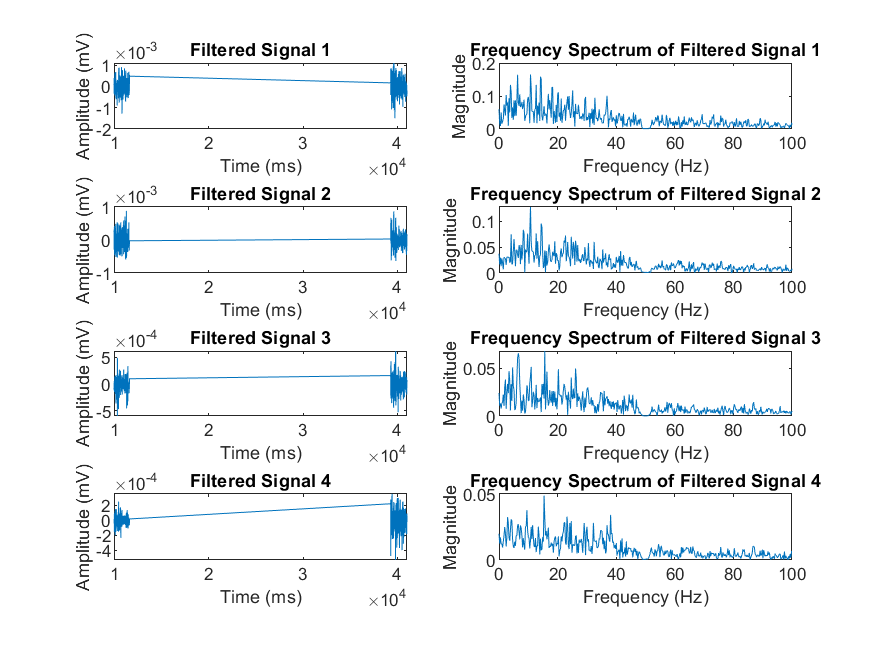 Filtered Signal 1
×10-3
Amplitude (mV)
1
0
-1
-2
1 2 3 4
Time (ms)
×104
Frequency Spectrum of Filtered Signal 1
Magnitude
0.2
0.1
0
0 20 40 60 80 100
Frequency (Hz)
Filtered Signal 2
×10-3
Amplitude (mV)
1
0
-1
1 2 3 4
Time (ms)
×104
Frequency Spectrum of Filtered Signal 2
Magnitude
0.1
0.05
0
0 20 40 60 80 100
Frequency (Hz)
Filtered Signal 3
×10-4
Amplitude (mV)
5
0
-5
1 2 3 4
Time (ms)
×104
Frequency Spectrum of Filtered Signal 3
Magnitude
0.05
0
0 20 40 60 80 100
Frequency (Hz)
Filtered Signal 4
×10-4
Amplitude (mV)
2
0
-2
-4
1 2 3 4
Time (ms)
×104
Frequency Spectrum of Filtered Signal 4
Magnitude
0.05
0
0 20 40 60 80 100
Frequency (Hz)